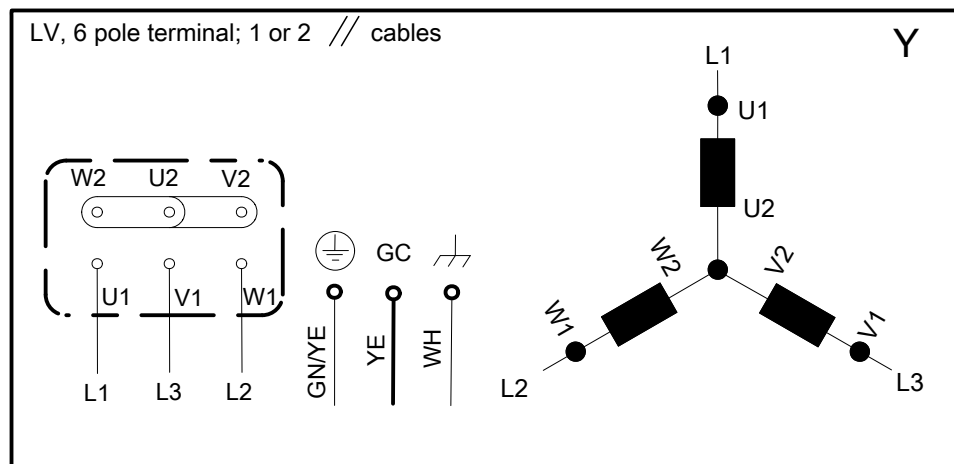 LV, 6 pole terminal; 1 or 2 // cables
Y
W2 U2 V2
U1 V1 W1
L1 L3 L2
GC
GN/YE
YE
WH
L1
U1
U2
W2
V2
W1
V1
L2
L3